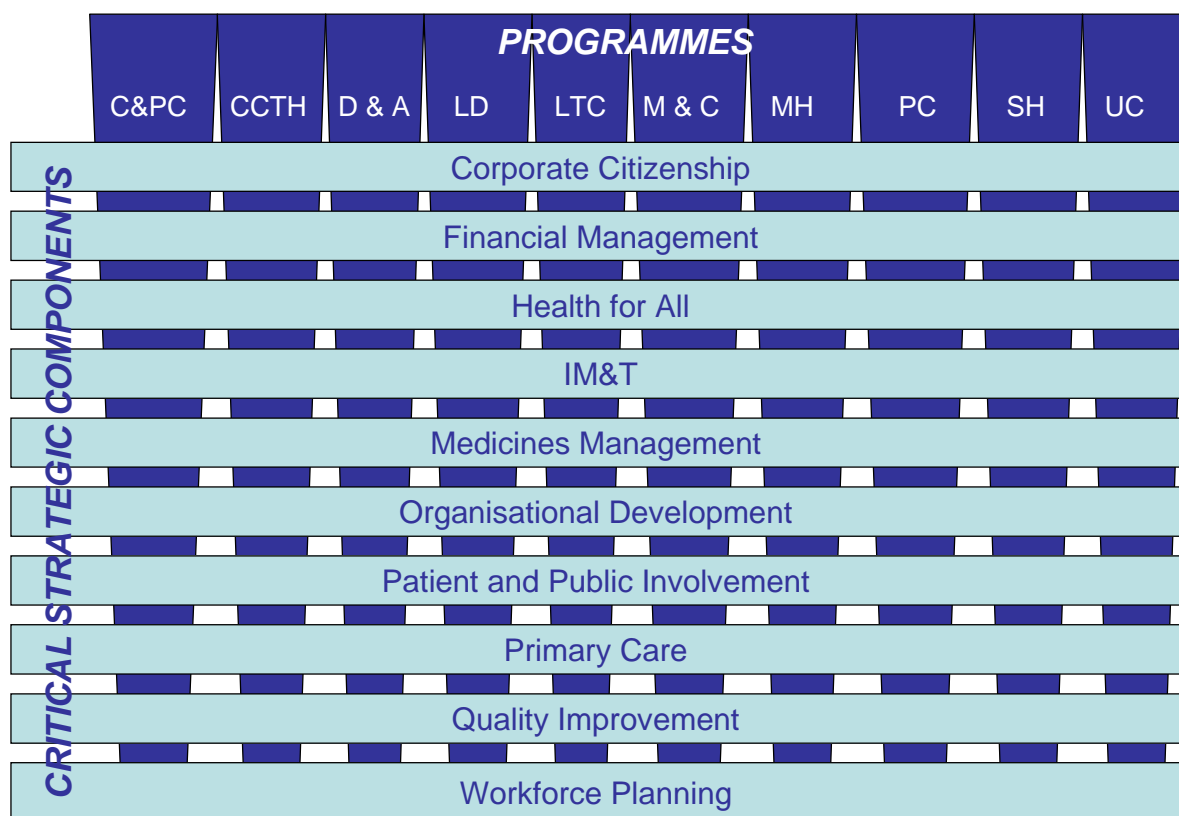 PROGRAMMES
C&PC CCTH D & A LD LTC M & C MH PC SH UC
CRITICAL STRATEGIC COMPONENTS
Corporate Citizenship
Financial Management
Health for All
IM&T
Medicines Management
Organisational Development
Patient and Public Involvement
Primary Care
Quality Improvement
Workforce Planning